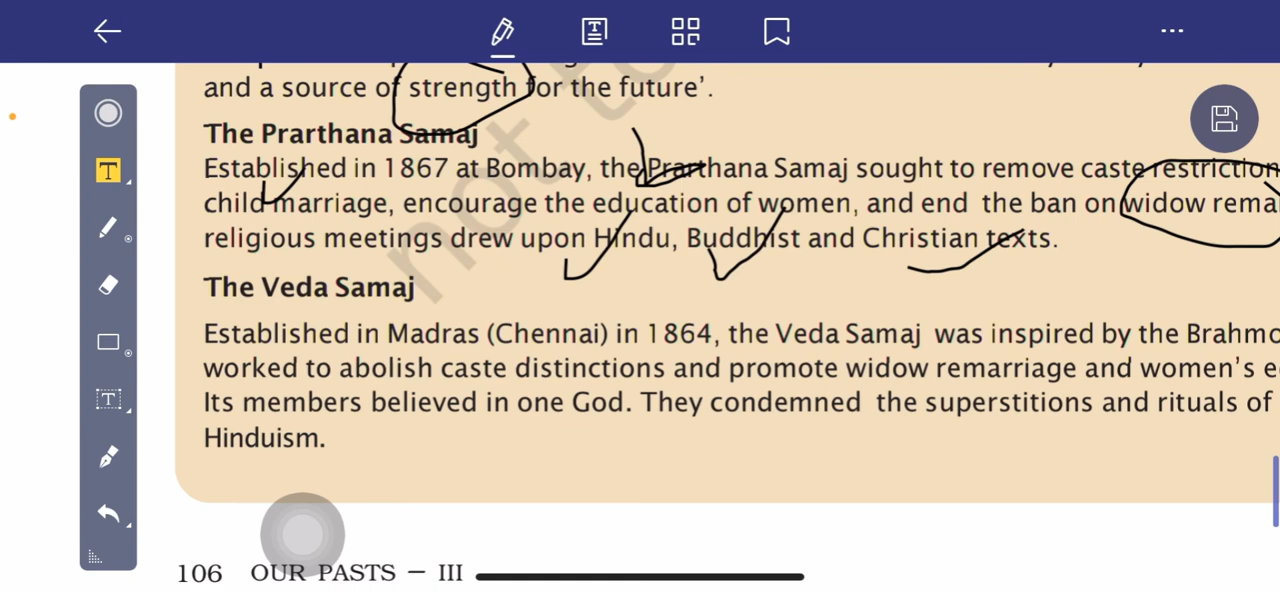 and a source of strength for the future'.
The Prarthana Samaj
Established in 1867 at Bombay, the Prarthana Samaj sought to remove caste restriction
child marriage, encourage the education of women, and end the ban on widow rema
religious meetings drew upon Hindu, Buddhist and Christian texts.
The Veda Samaj
Established in Madras (Chennai) in 1864, the Veda Samaj was inspired by the Brahmo
worked to abolish caste distinctions and promote widow remarriage and women's e
Its members believed in one God. They condemned the superstitions and rituals of
Hinduism.
106 OUR PASTS – III
not to